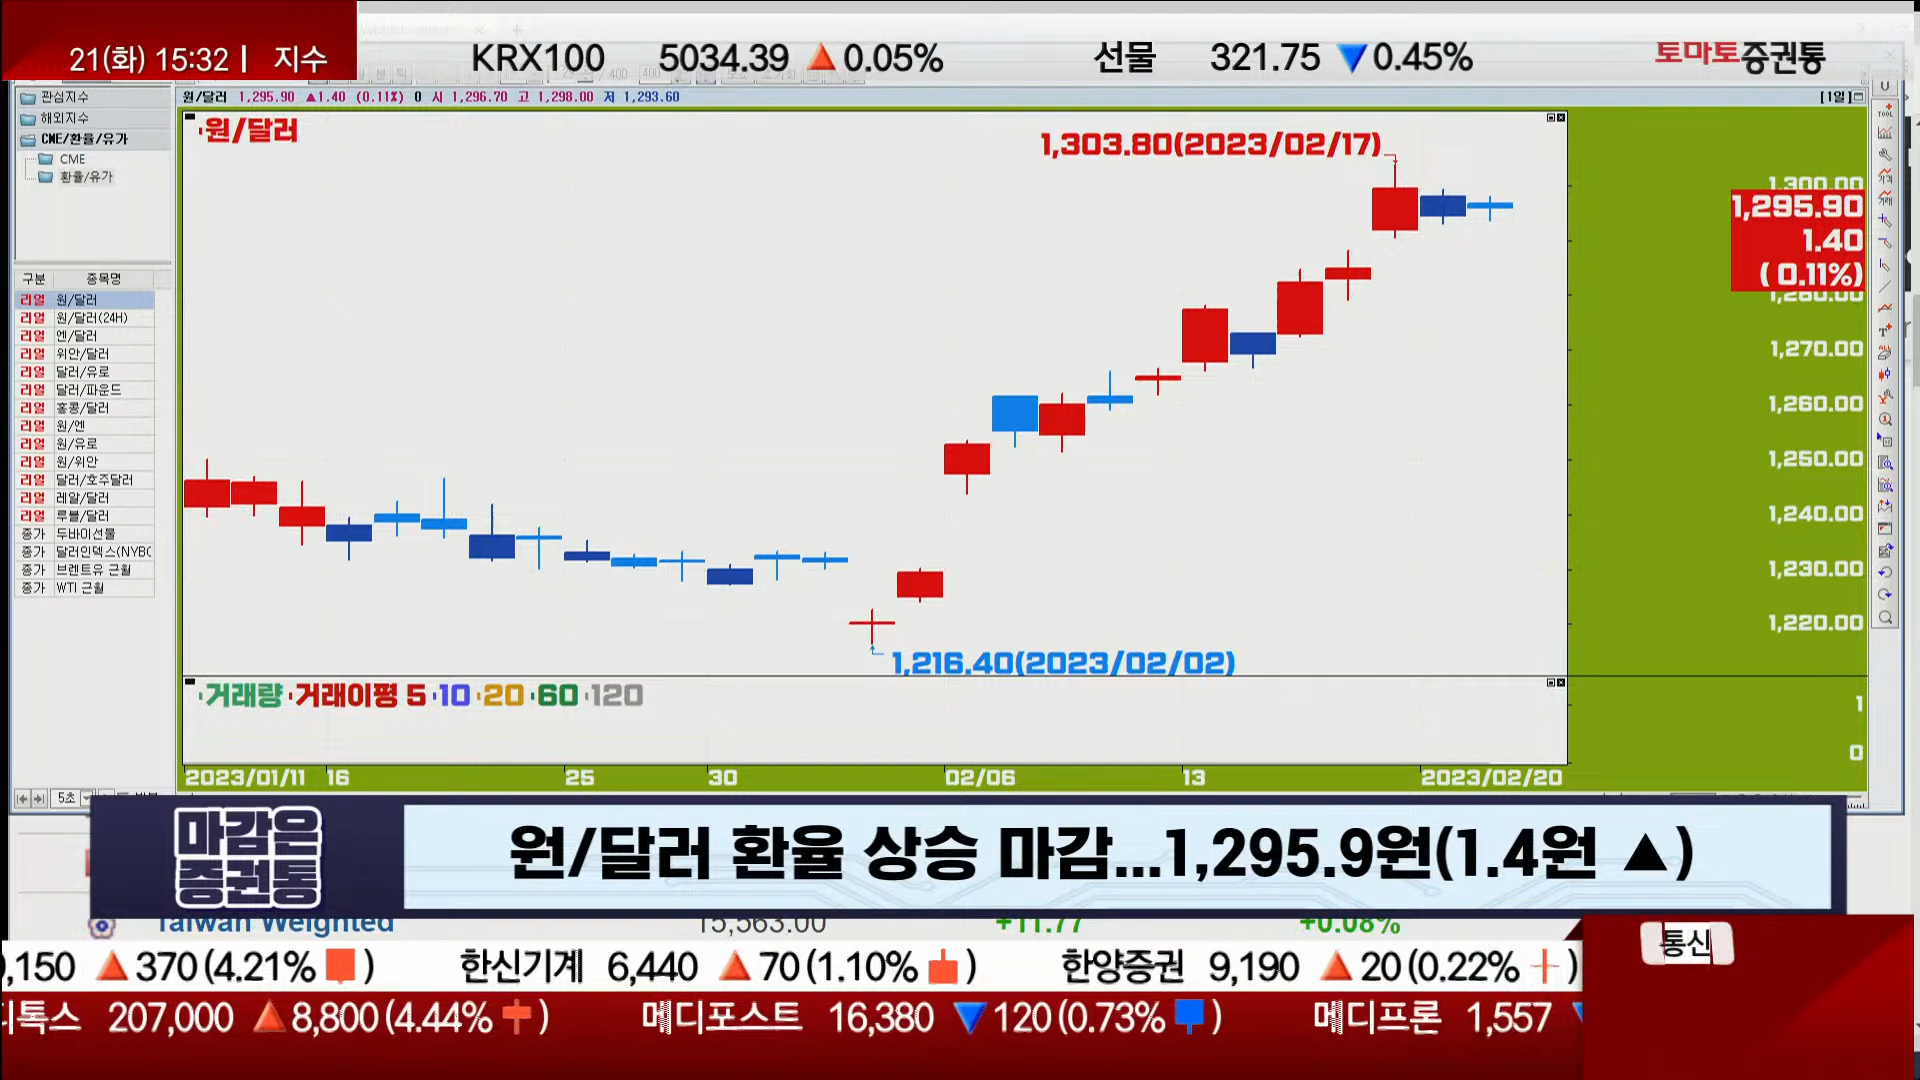 21(화) 15:32 | 지수
KRX100 5034.39 ▲ 0.05% 선물 321.75 ▼ 0.45%
토마토증권통
관심지수
해외지수
CME/환율/유가
CME
환율/유가
원/달러 1,295.90 ▲1.40 (0.11%) 0 시 1,296.70 고 1,298.00 저 1,293.60
[1일]
·원/달러
1,303.80(2023/02/17)
1,300.00
1,295.90
1.40
( 0.11%)
1,280.00
1,270.00
1,260.00
1,250.00
1,240.00
1,230.00
1,220.00
1,216.40(2023/02/02)
구분 종목명
리얼 원/달러
리얼 원/달러(24H)
리얼 엔/달러
리얼 위안/달러
리얼 달러/유로
리얼 달러/파운드
리얼 홍콩/달러
리얼 원/엔
리얼 원/유로
리얼 원/위안
리얼 달러/호주달러
리얼 레알/달러
리얼 루블/달러
종가 두바이선물
종가 달러인덱스(NYBO
종가 브렌트유 근월
종가 WTI 근월
·거래량 ·거래이평 5 ·10 ·20 ·60 ·120
1
0
2023/01/11 16 25 30 02/06 13 2023/02/20
5초
마감은
증권통
원/달러 환율 상승 마감...1,295.9원(1.4원 ▲)
Taiwan Weighted 15,563.00 +11.77 +0.08%
,150 ▲ 370 (4.21% ) 한신기계 6,440 ▲ 70 (1.10% ) 한양증권 9,190 ▲ 20 (0.22% )
통신
디톡스 207,000 ▲ 8,800 (4.44% ) 메디포스트 16,380 ▼ 120 (0.73% ) 메디프론 1,557